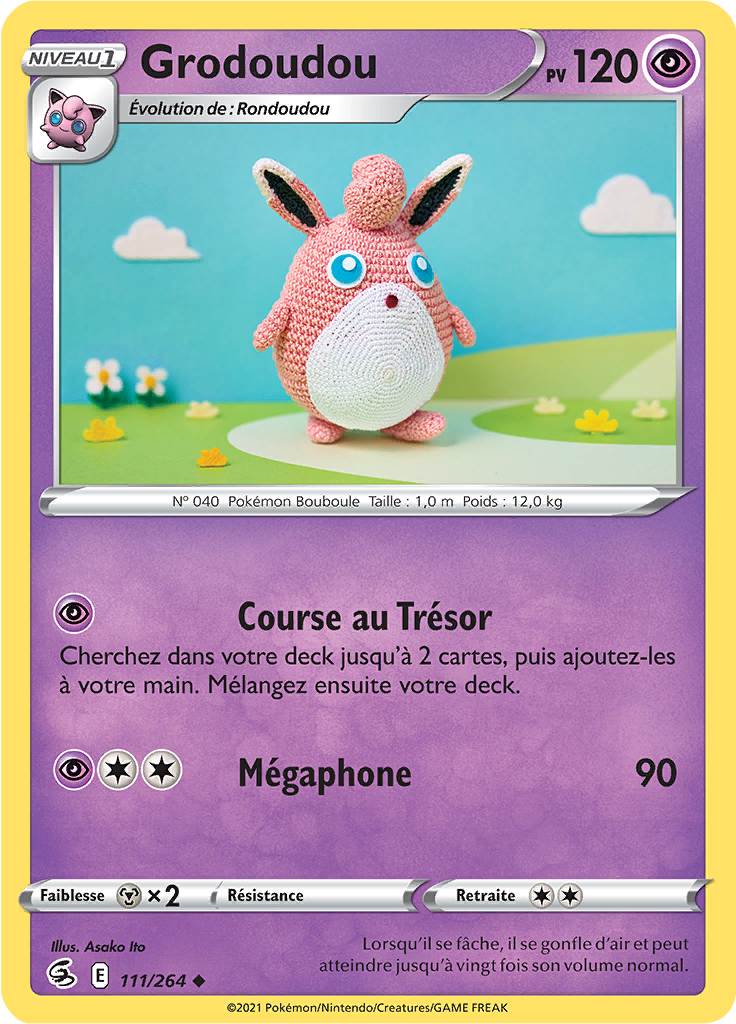 NIVEAU 1
Grodoudou
PV 120
Évolution de : Rondoudou
N° 040 Pokémon Bouboule Taille : 1,0 m Poids : 12,0 kg
Course au Trésor
Cherchez dans votre deck jusqu'à 2 cartes, puis ajoutez-les
à votre main. Mélangez ensuite votre deck.
Mégaphone 90
Faiblesse ×2 Résistance Retraite
Illus. Asako Ito
Lorsqu'il se fâche, il se gonfle d'air et peut
atteindre jusqu'à vingt fois son volume normal.
E 111/264
©2021 Pokémon/Nintendo/Creatures/GAME FREAK